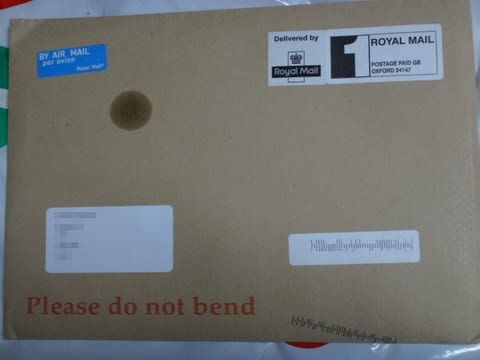 BY AIR MAIL
par avion
Royal Mail
Delivered by
Royal Mail
1
ROYAL MAIL
POSTAGE PAID GB
OXFORD 24147
Please do not bend